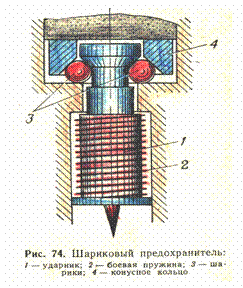 4
3
1
2
Рис. 74. Шариковый предохранитель:
1 — ударник; 2 — боевая пружина; 3 — ша-
рики; 4 — конусное кольцо